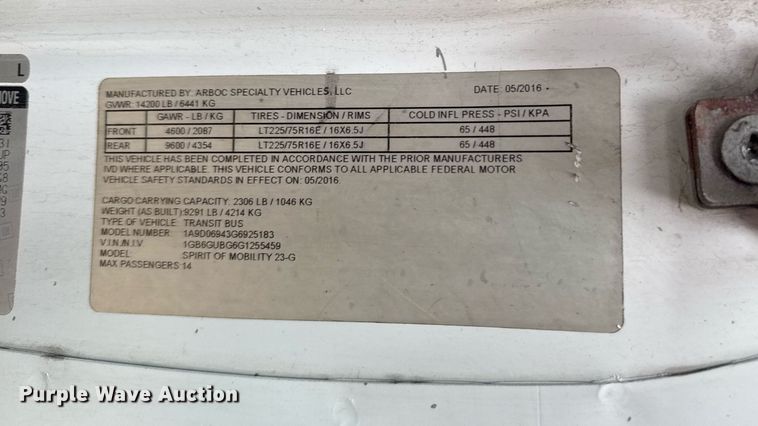 L
MOVE
MANUFACTURED BY: ARBOC SPECIALTY VEHICLES, LLC DATE: 05/2016
GVWR: 14200 LB / 6441 KG
GAWR - LB / KG TIRES - DIMENSION / RIMS COLD INFL PRESS - PSI / KPA
FRONT 4600 / 2087 LT225/75R16E / 16X6.5J 65 / 448
REAR 9600 / 4354 LT225/75R16E / 16X6.5J 65 / 448
THIS VEHICLE HAS BEEN COMPLETED IN ACCORDANCE WITH THE PRIOR MANUFACTURERS
IVD WHERE APPLICABLE. THIS VEHICLE CONFORMS TO ALL APPLICABLE FEDERAL MOTOR
VEHICLE SAFETY STANDARDS IN EFFECT ON: 05/2016.
CARGO CARRYING CAPACITY: 2306 LB / 1046 KG
WEIGHT (AS BUILT): 9291 LB / 4214 KG
TYPE OF VEHICLE: TRANSIT BUS
MODEL NUMBER: 1A9D06943G6925183
V.I.N./N.I.V 1GB6GUBG6G1255459
MODEL: SPIRIT OF MOBILITY 23-G
MAX PASSENGERS 14
Purple Wave Auction